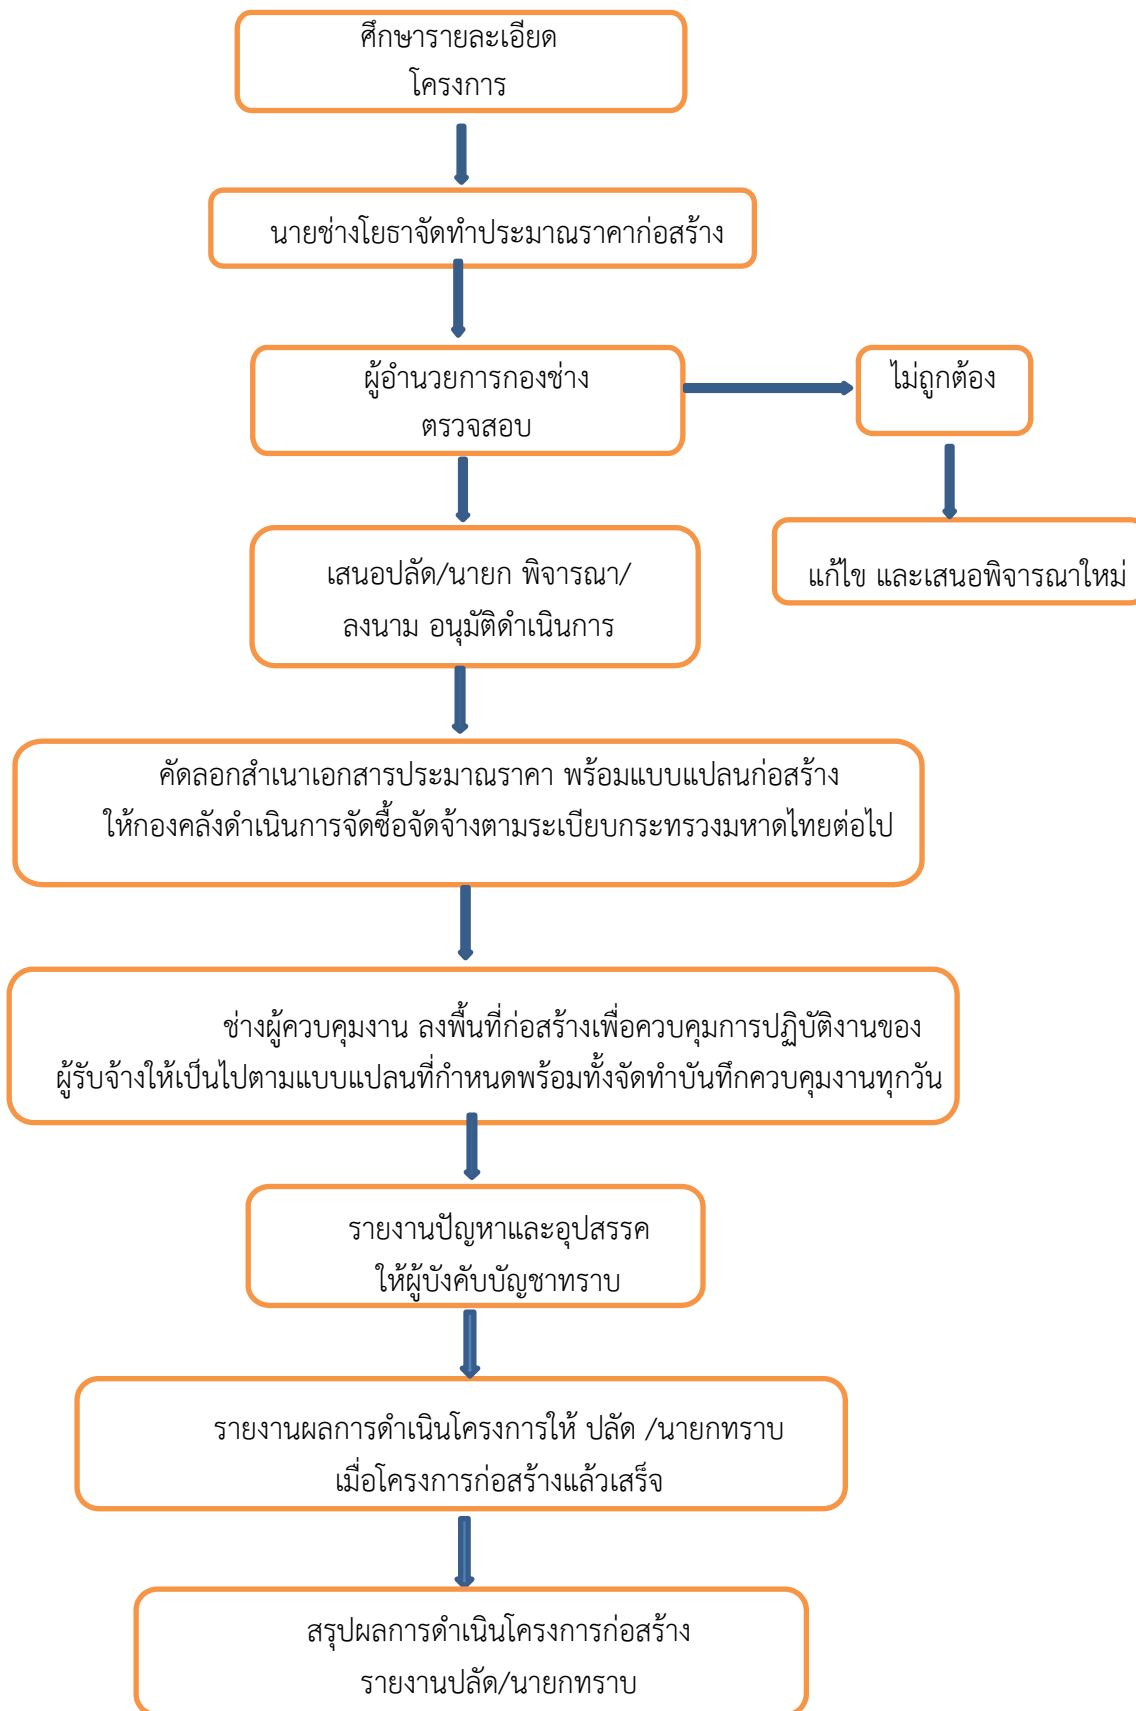 ศึกษารายละเอียด
โครงการ
นายช่างโยธาจัดทำประมาณราคาก่อสร้าง
ผู้อำนวยการกองช่าง
ตรวจสอบ
ไม่ถูกต้อง
แก้ไข และเสนอพิจารณาใหม่
เสนอปลัด/นายก พิจารณา/
ลงนาม อนุมัติดำเนินการ
คัดลอกสำเนาเอกสารประมาณราคา พร้อมแบบแปลนก่อสร้าง
ให้กองคลังดำเนินการจัดซื้อจัดจ้างตามระเบียบกระทรวงมหาดไทยต่อไป
ช่างผู้ควบคุมงาน ลงพื้นที่ก่อสร้างเพื่อควบคุมการปฏิบัติงานของ
ผู้รับจ้างให้เป็นไปตามแบบแปลนที่กำหนดพร้อมทั้งจัดทำบันทึกควบคุมงานทุกวัน
รายงานปัญหาและอุปสรรค
ให้ผู้บังคับบัญชาทราบ
รายงานผลการดำเนินโครงการให้ ปลัด /นายกทราบ
เมื่อโครงการก่อสร้างแล้วเสร็จ
สรุปผลการดำเนินโครงการก่อสร้าง
รายงานปลัด/นายกทราบ